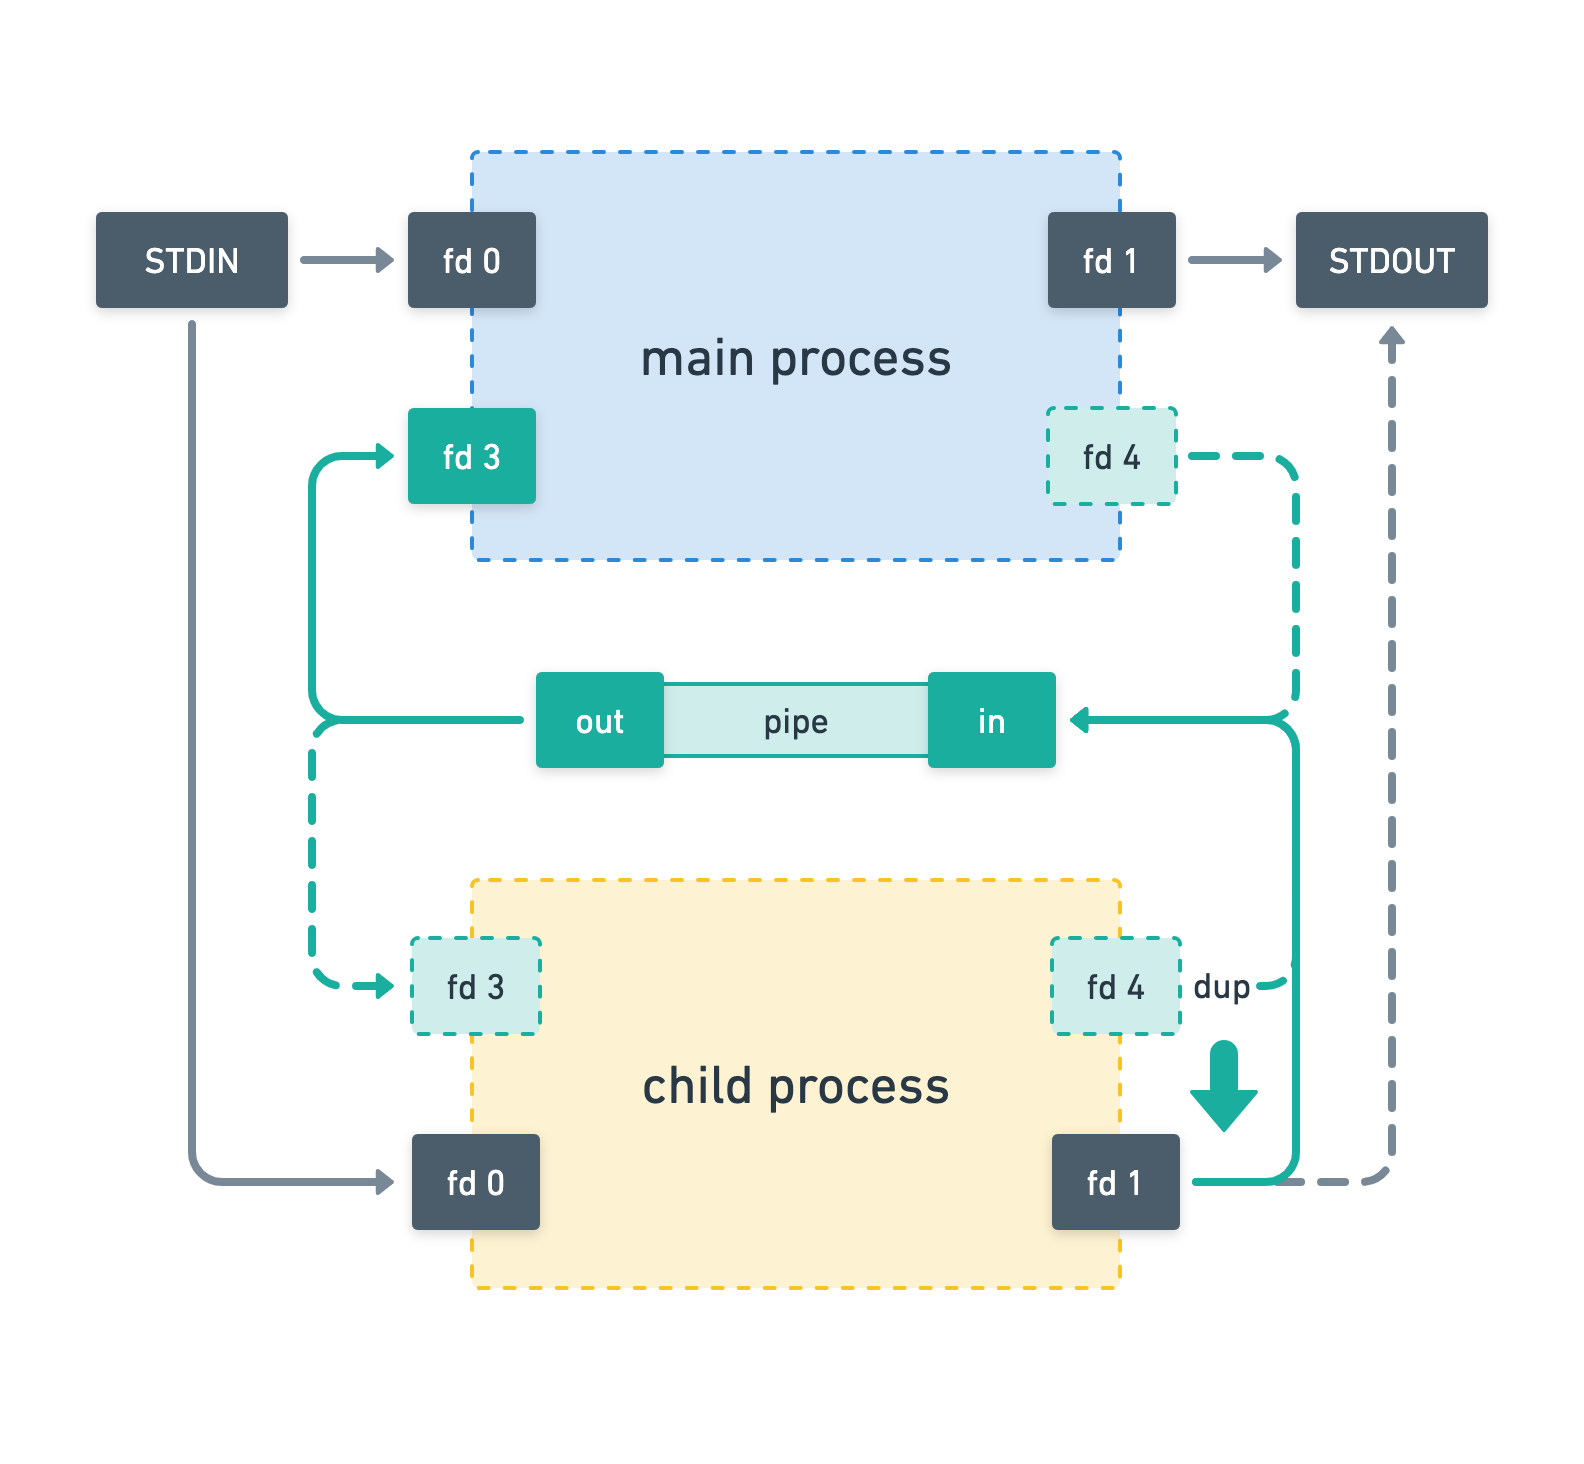 STDIN
fd 0
fd 1
STDOUT
main process
fd 3
fd 4
out
pipe
in
fd 3
fd 4
dup
child process
fd 0
fd 1